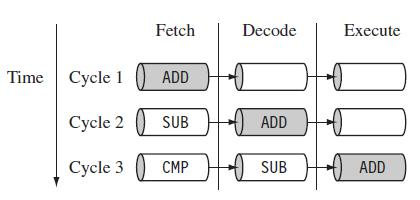 Fetch Decode Execute
Time Cycle 1 ADD
Cycle 2 SUB ADD
Cycle 3 CMP SUB ADD